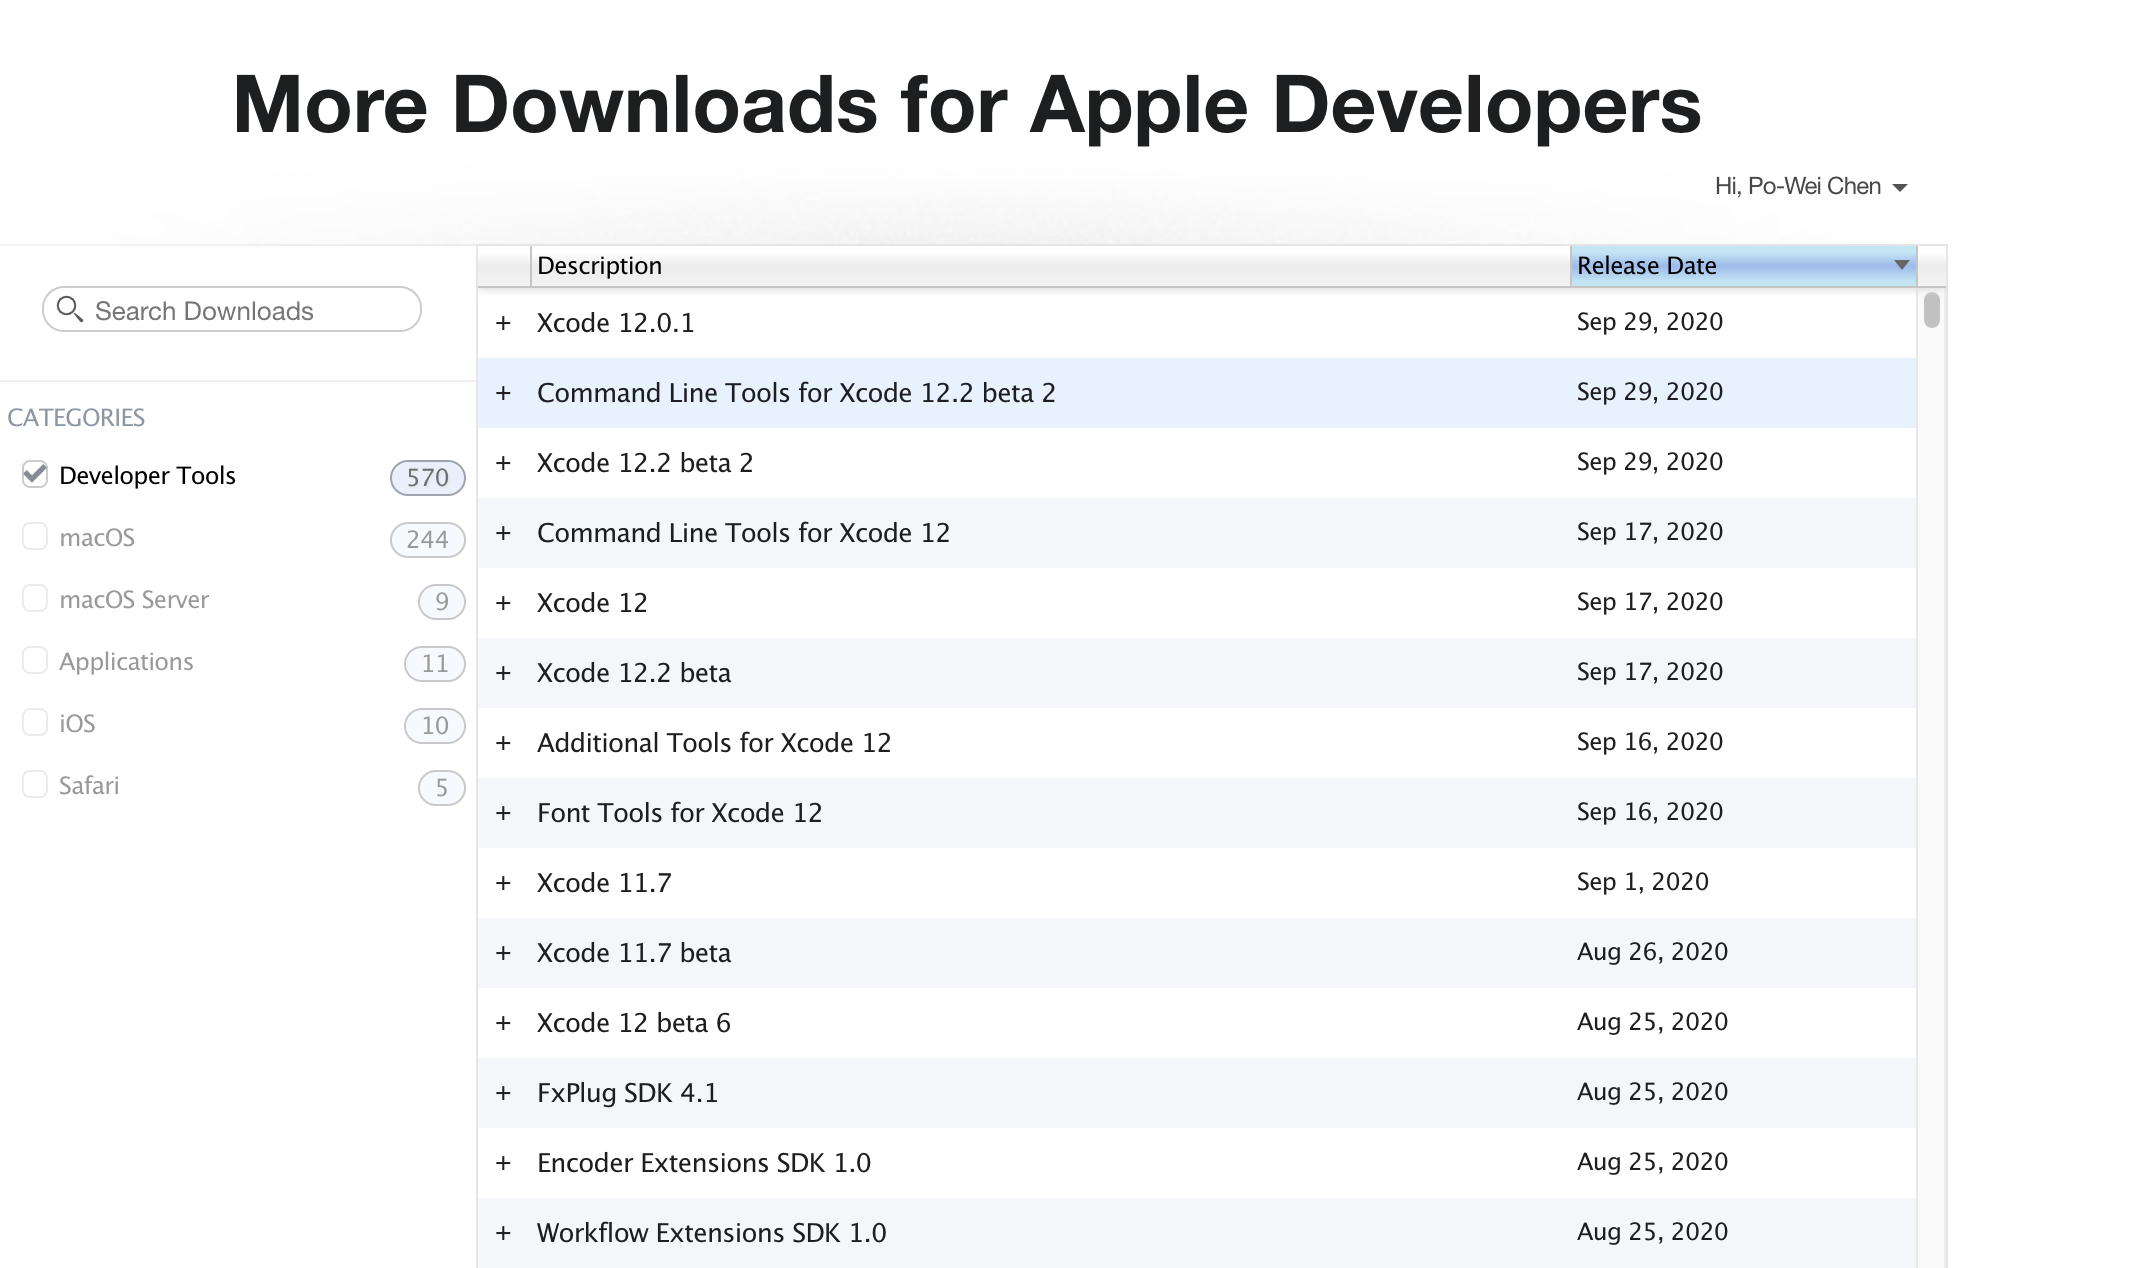 More Downloads for Apple Developers
Hi, Po-Wei Chen
Search Downloads
CATEGORIES
Developer Tools 570
macOS 244
macOS Server 9
Applications 11
iOS 10
Safari 5
Description Release Date
+ Xcode 12.0.1 Sep 29, 2020
+ Command Line Tools for Xcode 12.2 beta 2 Sep 29, 2020
+ Xcode 12.2 beta 2 Sep 29, 2020
+ Command Line Tools for Xcode 12 Sep 17, 2020
+ Xcode 12 Sep 17, 2020
+ Xcode 12.2 beta Sep 17, 2020
+ Additional Tools for Xcode 12 Sep 16, 2020
+ Font Tools for Xcode 12 Sep 16, 2020
+ Xcode 11.7 Sep 1, 2020
+ Xcode 11.7 beta Aug 26, 2020
+ Xcode 12 beta 6 Aug 25, 2020
+ FxPlug SDK 4.1 Aug 25, 2020
+ Encoder Extensions SDK 1.0 Aug 25, 2020
+ Workflow Extensions SDK 1.0 Aug 25, 2020